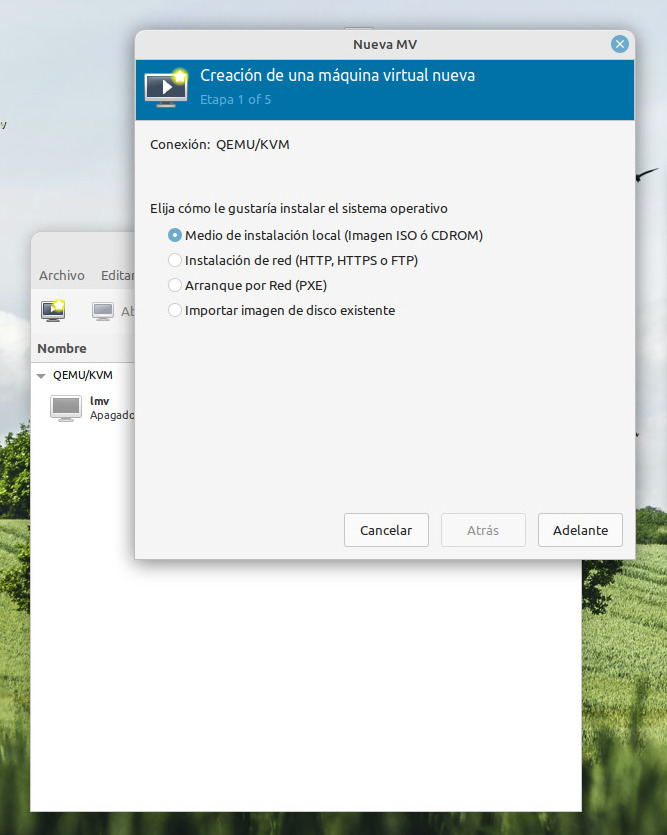 Nueva MV
Creación de una máquina virtual nueva
Etapa 1 of 5
Conexión: QEMU/KVM
Elija cómo le gustaría instalar el sistema operativo
Medio de instalación local (Imagen ISO ó CDROM)
Instalación de red (HTTP, HTTPS o FTP)
Arranque por Red (PXE)
Importar imagen de disco existente
Cancelar
Atrás
Adelante
Archivo Editar
Nombre
QEMU/KVM
lmv
Apagado